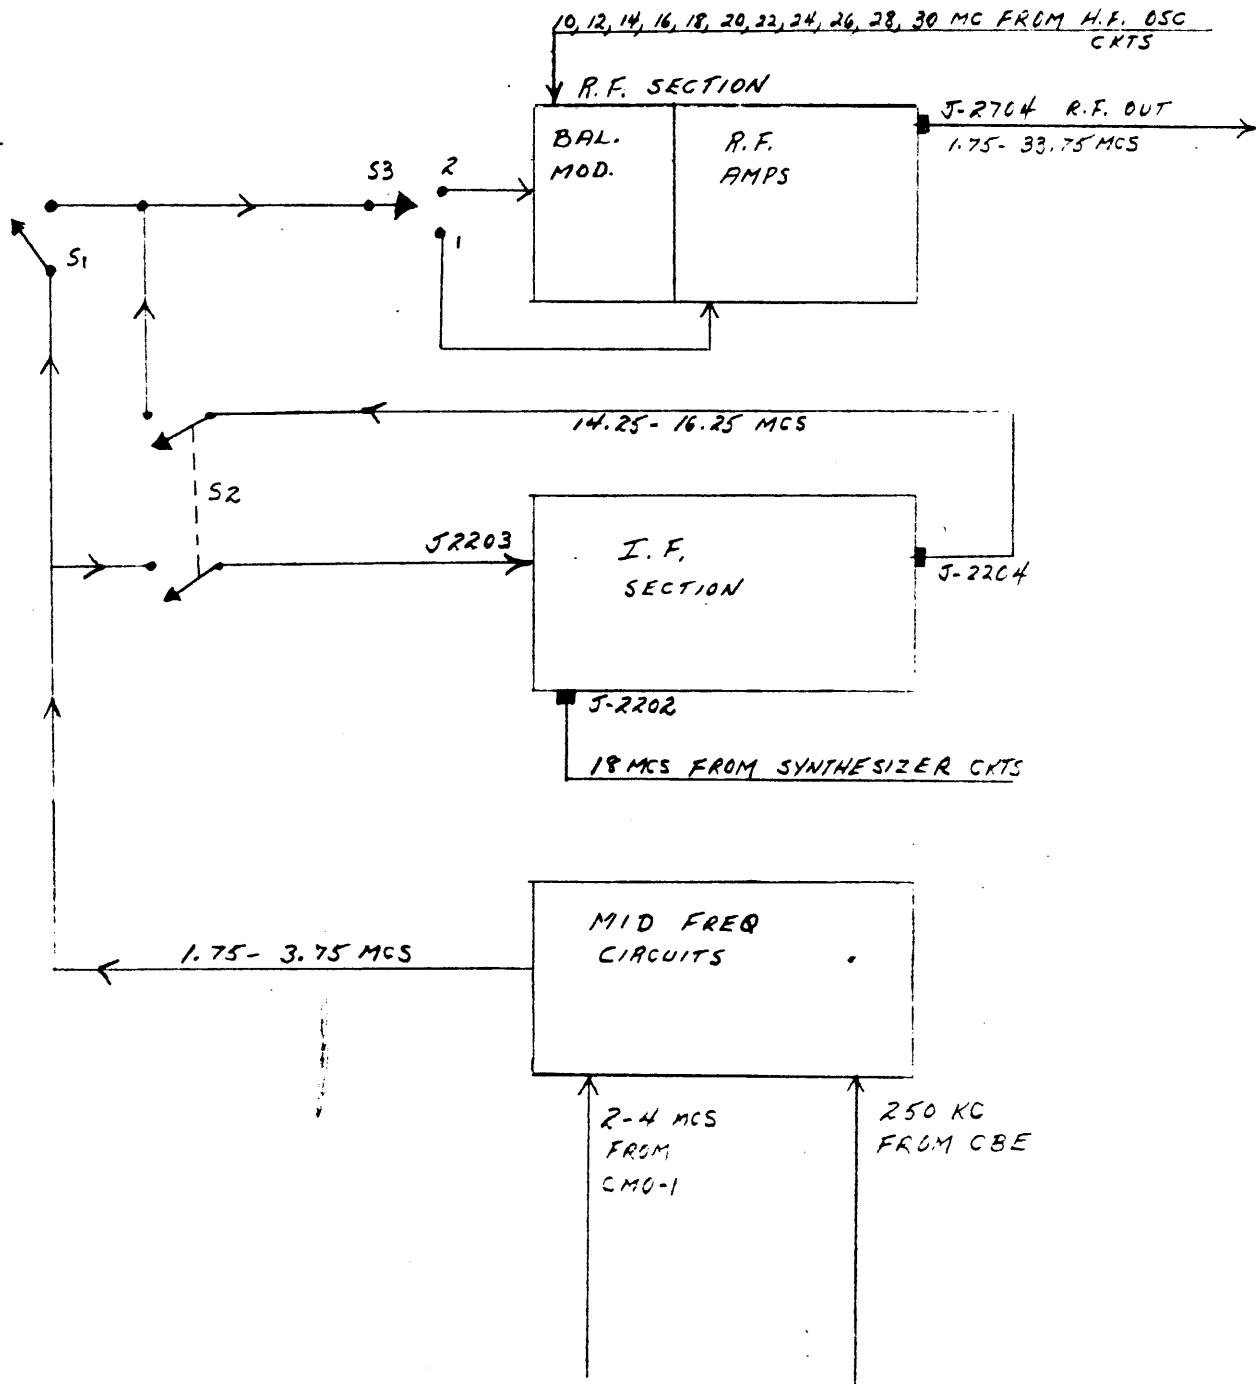 10, 12, 14, 16, 18, 20, 22, 24, 26, 28, 30 MC FROM H.F. OSC
CKTS
R.F. SECTION
BAL.
MOD.
R.F.
AMPS
J-2704 R.F. OUT
1.75- 33.75 MCS
S3
2
1
S1
14.25- 16.25 MCS
S2
J2203
I.F.
SECTION
J-2204
J-2202
18 MCS FROM SYNTHESIZER CKTS
MID FREQ
CIRCUITS
1.75- 3.75 MCS
2-4 MCS
FROM
CMO-1
250 KC
FROM CBE